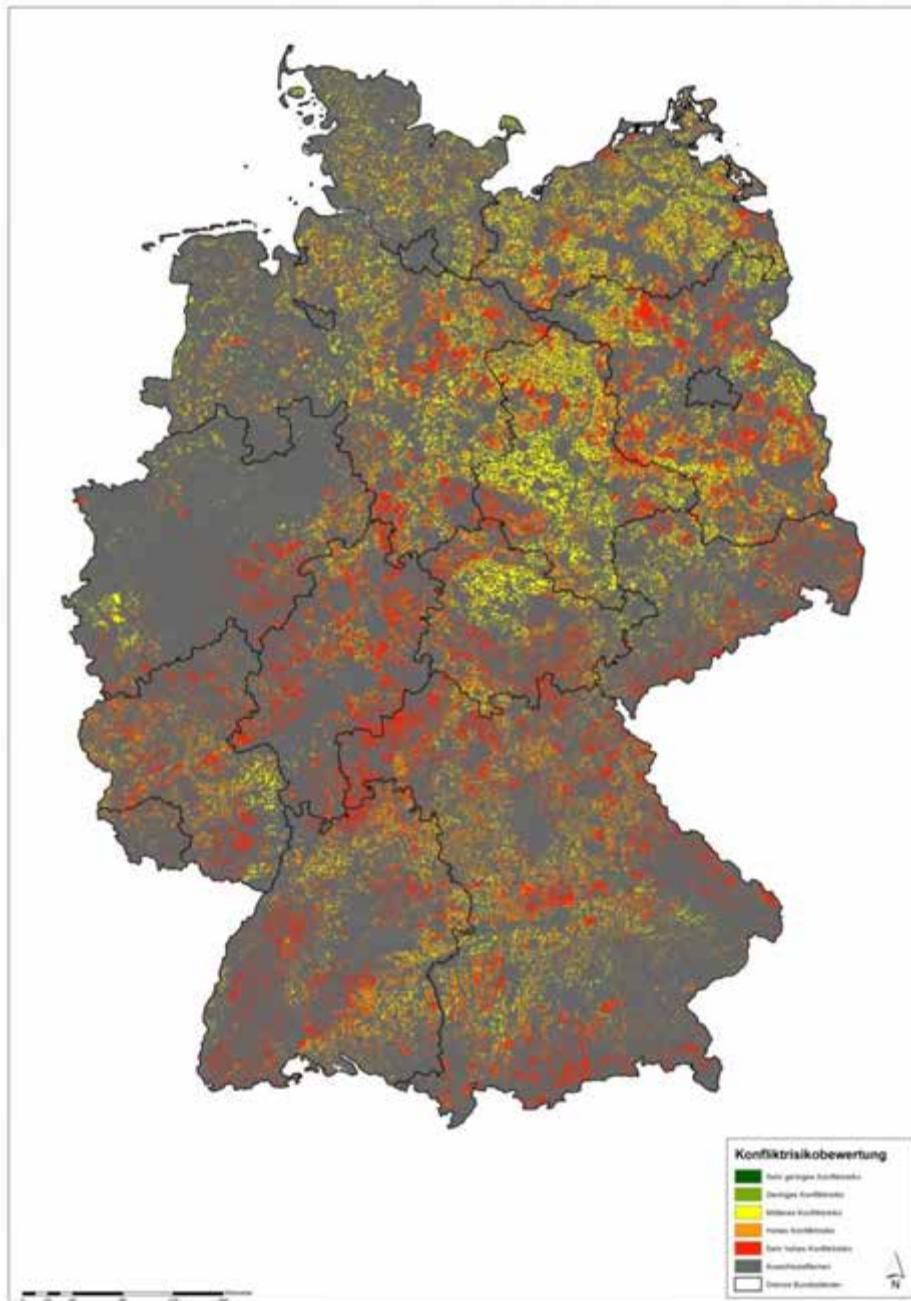 Konfliktrisikobewertung
Sehr geringes Konfliktrisiko
Geringes Konfliktrisiko
Mittleres Konfliktrisiko
Hohes Konfliktrisiko
Sehr hohes Konfliktrisiko
Ausschlussflächen
Grenze Bundesländer
N